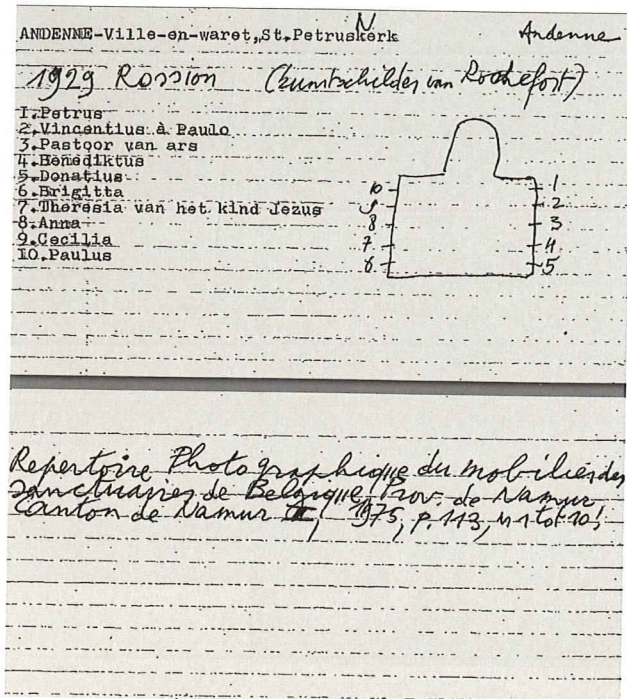 ANDENNE-Ville-en-waret,St.Petruskerk
N
Andenne
1929 Rossion (kunstschilder van Rochefort)
I.Petrus
2.Vincentius à Paulo
3.Pastoor van ars
4.Benediktus
5.Donatius
6.Brigitta
7.Theresia van het kind Jezus
8.Anna
9.Cecilia
IO.Paulus
10
9
8
7
6
1
2
3
4
5
Repertoire Photographique du mobilier des
sanctuaires de Belgique, Prov. de Namur
Canton de Namur II, 1975, p. 113, n 1 tot 10!